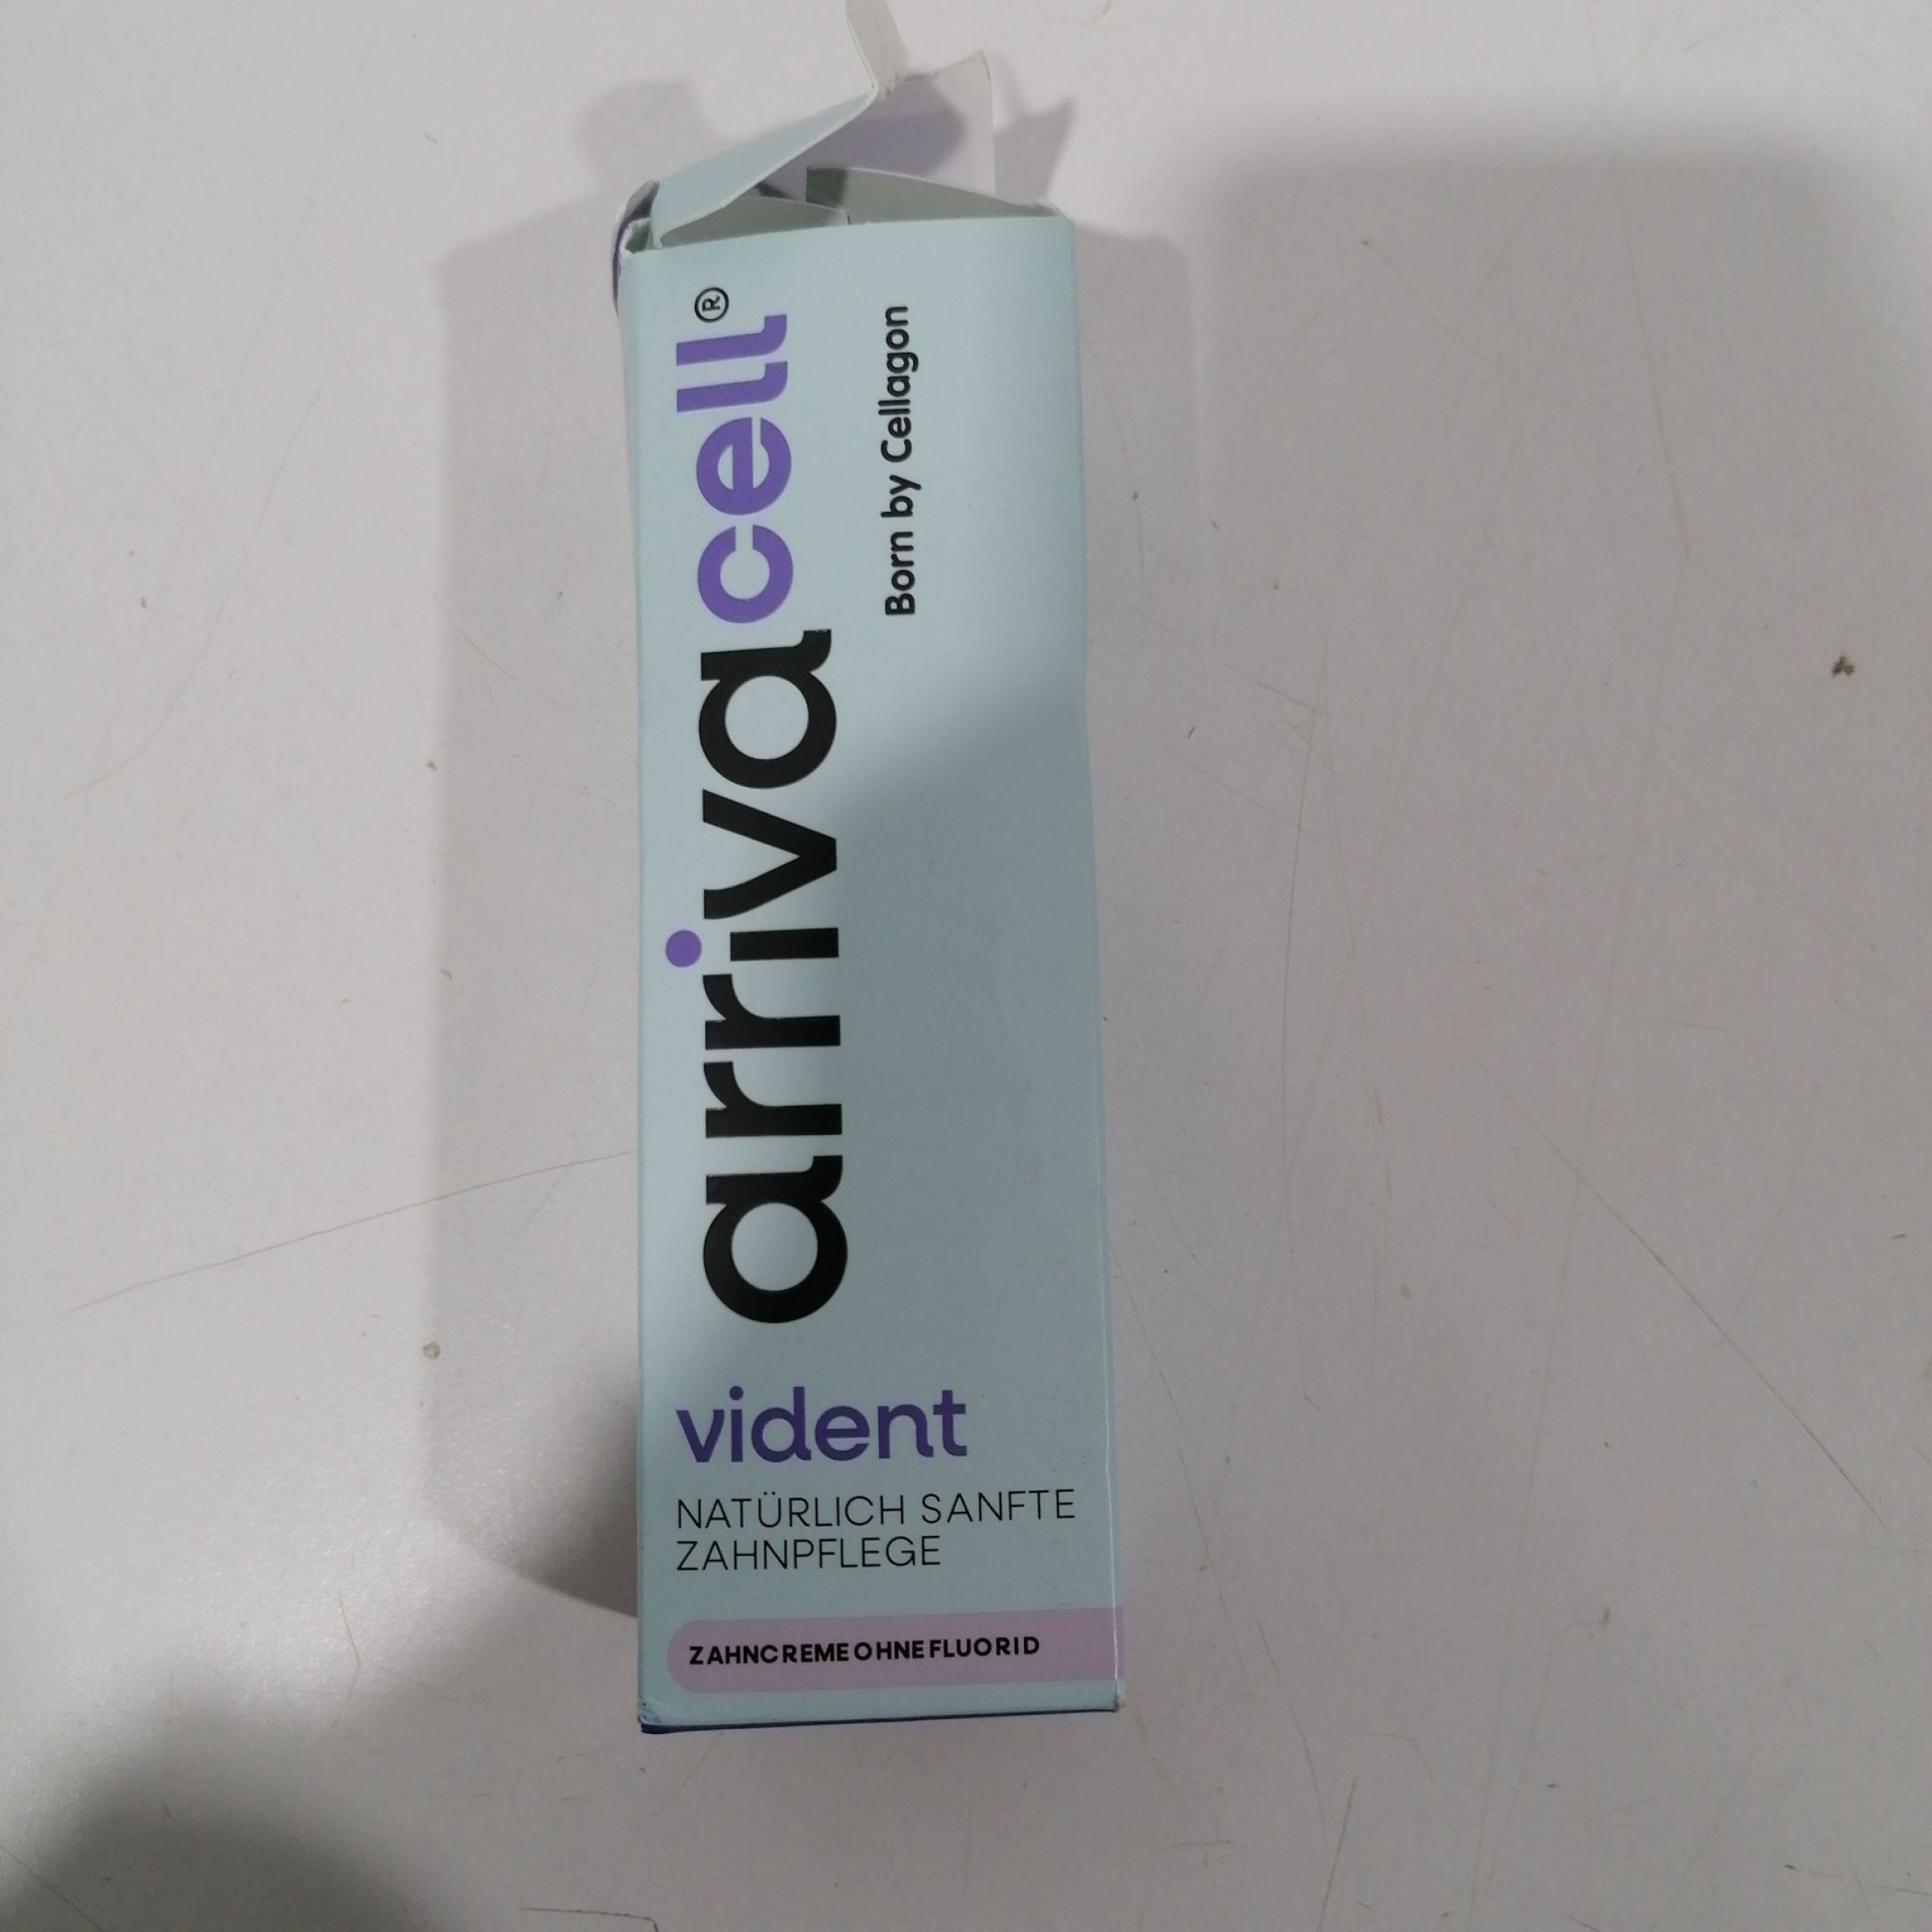 arrivacell®
Born by Cellagon
vident
NATÜRLICH SANFTE
ZAHNPFLEGE
ZAHNCREME OHNE FLUORID